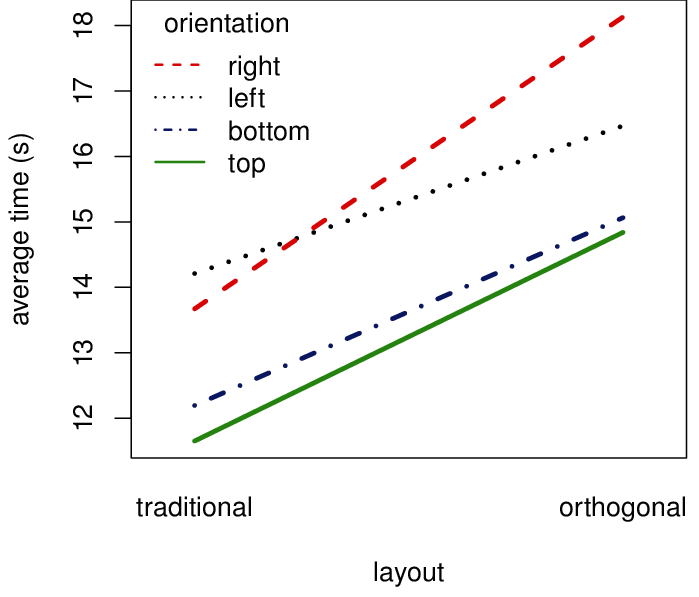 orientation
right
left
bottom
top
average time (s)
18
17
16
15
14
13
12
traditional
orthogonal
layout